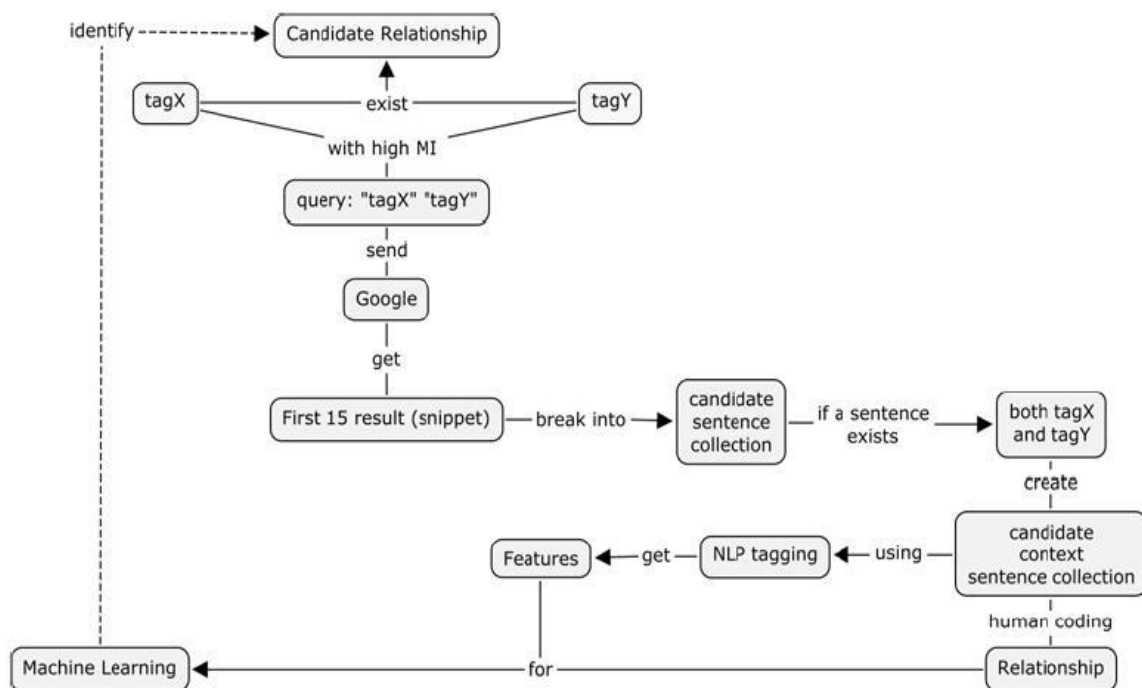 identify
Candidate Relationship
tagX
exist
tagY
with high MI
query: "tagX" "tagY"
send
Google
get
First 15 result (snippet)
break into
candidate
sentence
collection
if a sentence
exists
both tagX
and tagY
create
candidate
context
sentence collection
using
NLP tagging
get
Features
human coding
Relationship
for
Machine Learning